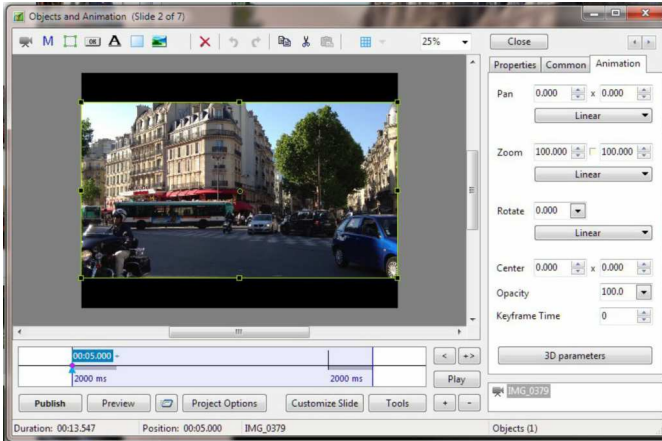 Objects and Animation (Slide 2 of 7)
M OK A 25% Close
Properties Common Animation
Pan 0.000 x 0.000
Linear
Zoom 100.000 100.000
Linear
Rotate 0.000
Linear
Center 0.000 x 0.000
Opacity 100.0
Keyframe Time 0
3D parameters
IMG_0379
00:05.000
2000 ms 2000 ms
< +>
Play
Publish Preview Project Options Customize Slide Tools + -
Duration: 00:13.547 Position: 00:05.000 IMG_0379 Objects (1)